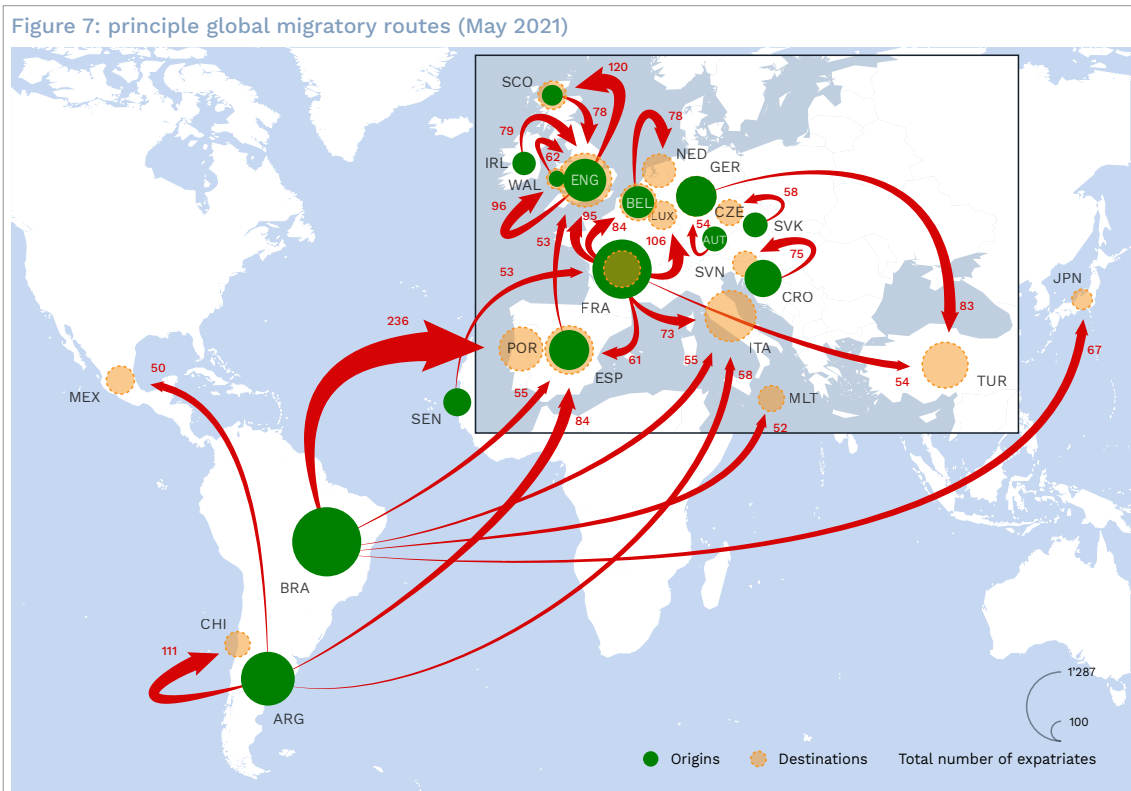 Figure 7: principle global migratory routes (May 2021)
SCO
120
78
79
78
IRL
62
NED
GER
WAL
ENG
58
96
BEL
LUX
CZE
95
84
54
SVK
53
106
AUT
75
53
SVN
JPN
CRO
FRA
83
236
73
67
POR
ITA
61
55
54
50
ESP
58
TUR
MEX
55
MLT
SEN
84
52
BRA
CHI
111
1'287
ARG
100
Origins
Destinations
Total number of expatriates